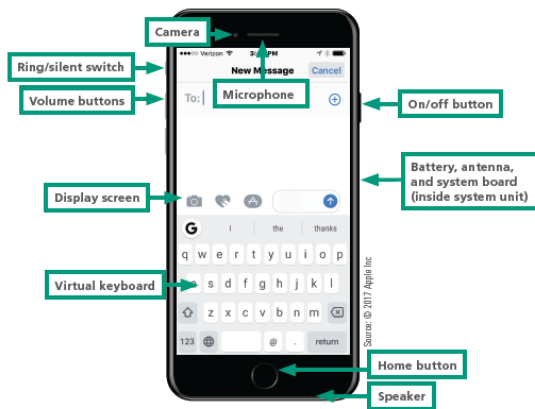 Camera
Verizon PM
Ring/silent switch
New Message Cancel
Volume buttons
To:
Microphone
On/off button
Battery, antenna,
and system board
(inside system unit)
Display screen
G I the thanks
q w e r t y u i o p
Virtual keyboard
s d f g h j k l
z x c v b n m
123 @ . return
Source: © 2017 Apple Inc
Home button
Speaker